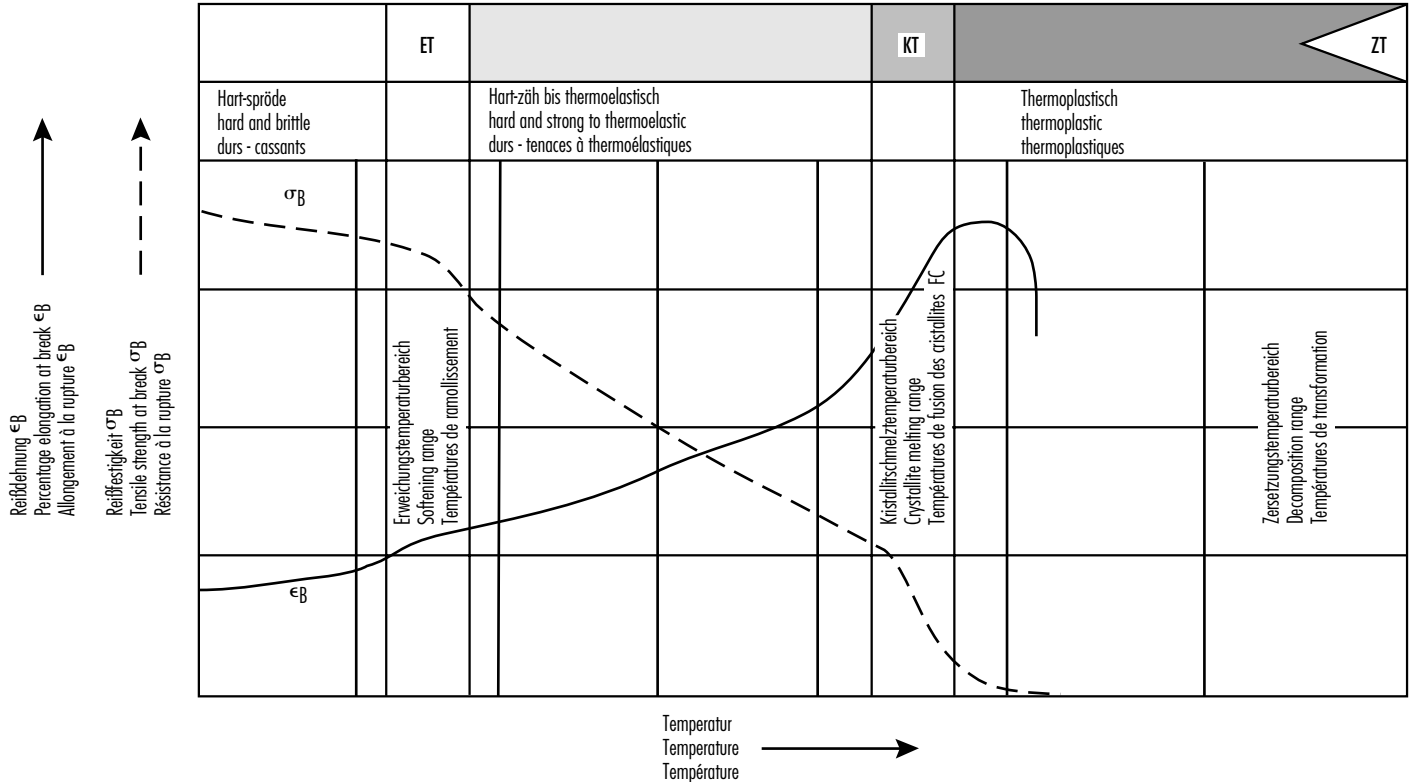 ET
KT
ZT
Hart-spröde
hard and brittle
durs - cassants
Hart-zäh bis thermoelastisch
hard and strong to thermoelastic
durs - tenaces à thermoélastiques
Thermoplastisch
thermoplastic
thermoplastiques
Reißdehnung ϵB
Percentage elongation at break ϵB
Allongement à la rupture ϵB
Reißfestigkeit σB
Tensile strength at break σB
Résistance à la rupture σB
σB
ϵB
Erweichungstemperaturbereich
Softening range
Températures de ramollissement
Kristallitschmelztemperaturbereich
Crystallite melting range
Températures de fusion des cristallites FC
Zersetzungstemperaturbereich
Decomposition range
Températures de transformation
Temperatur
Temperature
Température